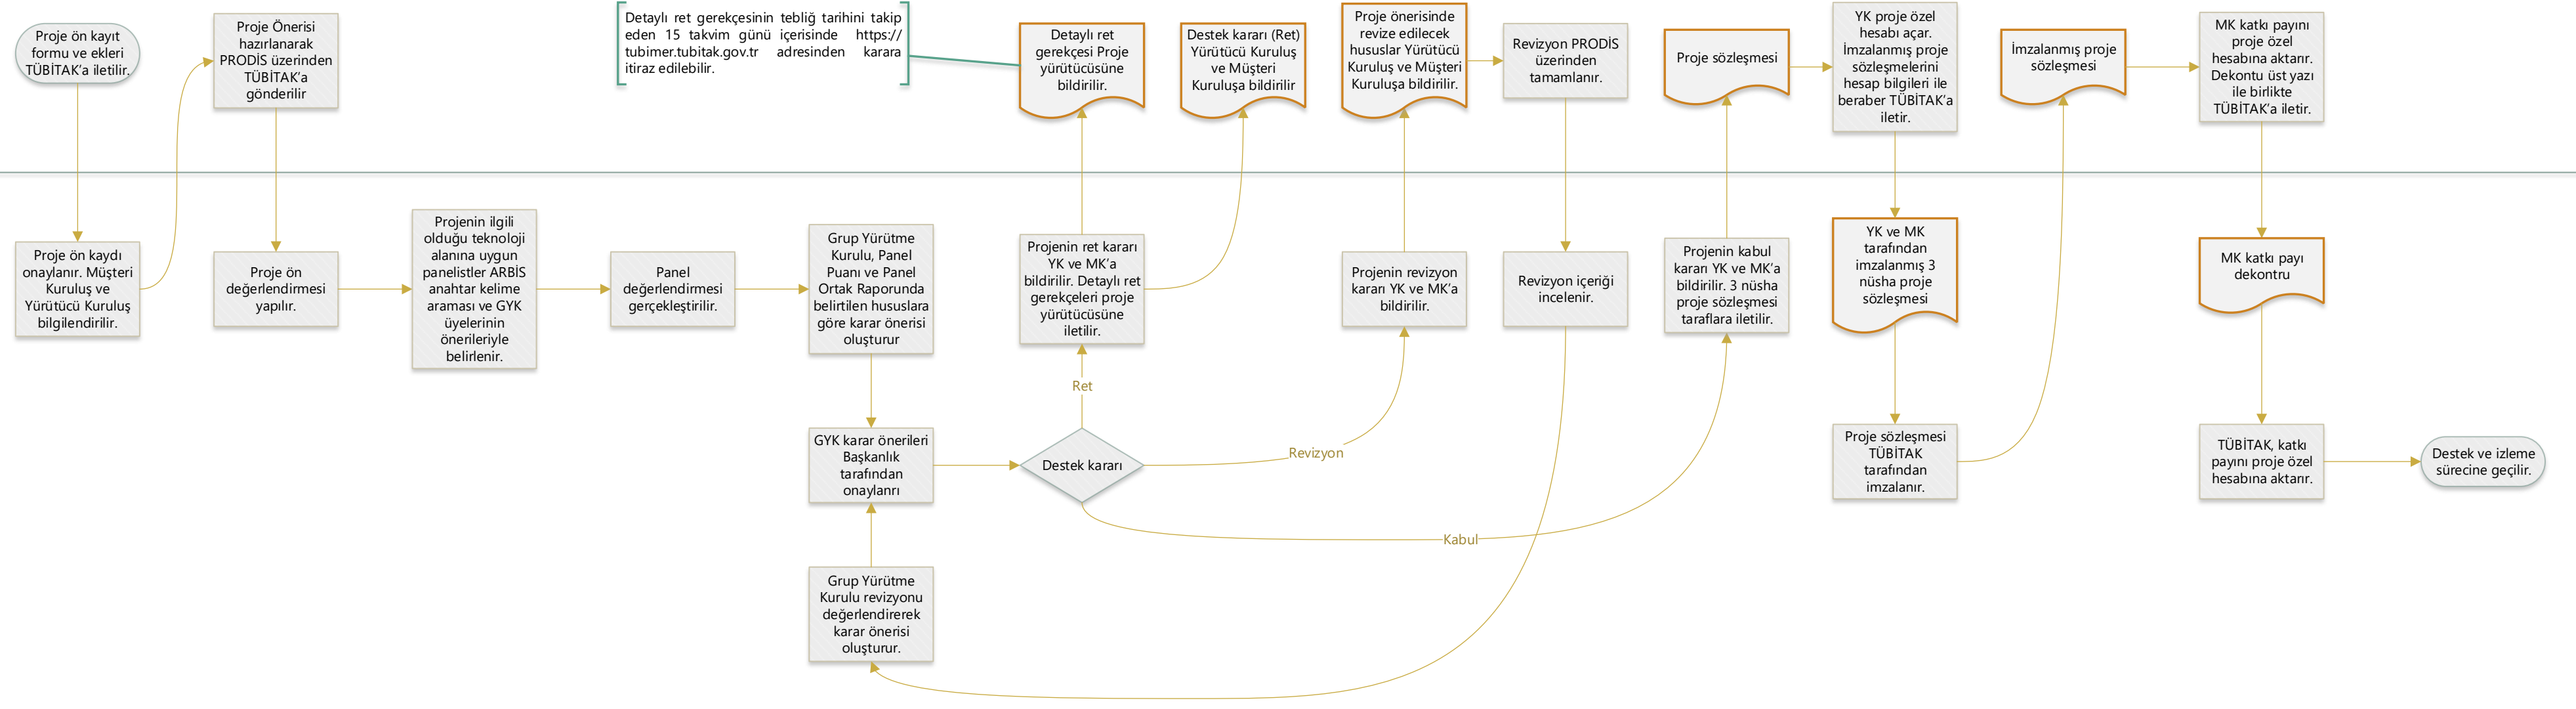 Proje ön kayıt
formu ve ekleri
TÜBİTAK’a iletilir.
Proje Önerisi
hazırlanarak
PRODİS üzerinden
TÜBİTAK’a
gönderilir
Detaylı ret gerekçesinin tebliğ tarihini takip
eden 15 takvim günü içerisinde https://
tubimer.tubitak.gov.tr adresinden karara
itiraz edilebilir.
Detaylı ret
gerekçesi Proje
yürütücüsüne
bildirilir.
Destek kararı (Ret)
Yürütücü Kuruluş
ve Müşteri
Kuruluşa bildirilir
Proje önerisinde
revize edilecek
hususlar Yürütücü
Kuruluş ve Müşteri
Kuruluşa bildirilir.
Revizyon PRODİS
üzerinden
tamamlanır.
Proje sözleşmesi
YK proje özel
hesabı açar.
İmzalanmış proje
sözleşmelerini
hesap bilgileri ile
beraber TÜBİTAK’a
iletir.
İmzalanmış proje
sözleşmesi
MK katkı payını
proje özel
hesabına aktarır.
Dekontu üst yazı
ile birlikte
TÜBİTAK’a iletir.
Proje ön kaydı
onaylanır. Müşteri
Kuruluş ve
Yürütücü Kuruluş
bilgilendirilir.
Proje ön
değerlendirmesi
yapılır.
Projenin ilgili
olduğu teknoloji
alanına uygun
panelistler ARBİS
anahtar kelime
araması ve GYK
üyelerinin
önerileriyle
belirlenir.
Panel
değerlendirmesi
gerçekleştirilir.
Grup Yürütme
Kurulu, Panel
Puanı ve Panel
Ortak Raporunda
belirtilen hususlara
göre karar önerisi
oluşturur
Projenin ret kararı
YK ve MK’a
bildirilir. Detaylı ret
gerekçeleri proje
yürütücüsüne
iletilir.
Projenin revizyon
kararı YK ve MK’a
bildirilir.
Revizyon içeriği
incelenir.
Projenin kabul
kararı YK ve MK’a
bildirilir. 3 nüsha
proje sözleşmesi
taraflara iletilir.
YK ve MK
tarafından
imzalanmış 3
nüsha proje
sözleşmesi
MK katkı payı
dekontru
Ret
GYK karar önerileri
Başkanlık
tarafından
onaylanrı
Destek kararı
Revizyon
Kabul
Proje sözleşmesi
TÜBİTAK
tarafından
imzalanır.
TÜBİTAK, katkı
payını proje özel
hesabına aktarır.
Destek ve izleme
sürecine geçilir.
Grup Yürütme
Kurulu revizyonu
değerlendirerek
karar önerisi
oluşturur.